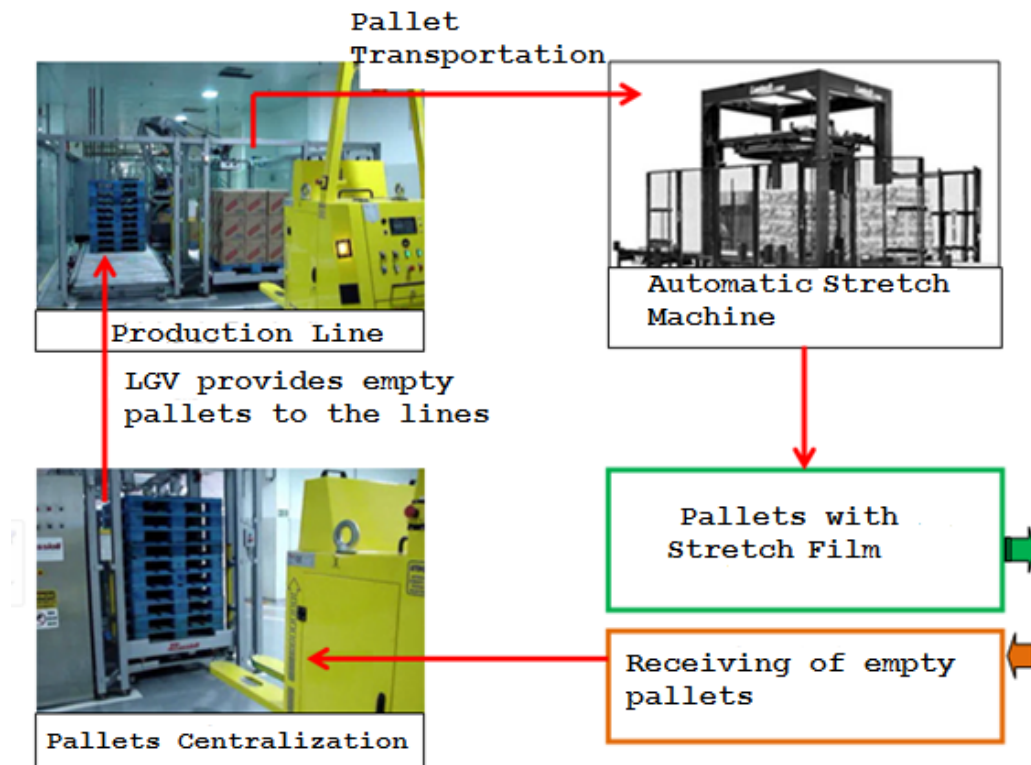 Pallet
Transportation
Production Line
Automatic Stretch
Machine
LGV provides empty
pallets to the lines
Pallets with
Stretch Film
Receiving of empty
pallets
Pallets Centralization